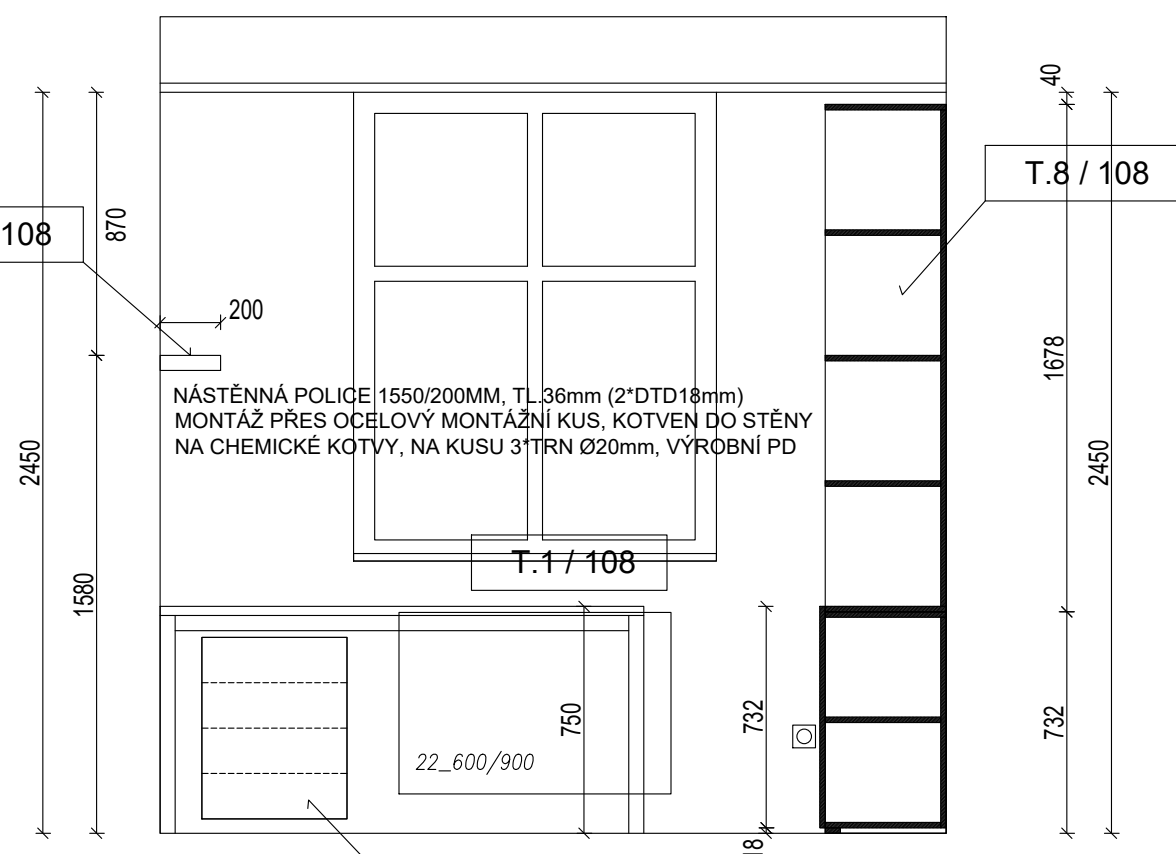 40
T.8 / 108
108
870
200
1678
NÁSTĚNNÁ POLICE 1550/200MM, TL.36mm (2*DTD18mm)
MONTÁŽ PŘES OCELOVÝ MONTÁŽNÍ KUS, KOTVEN DO STĚNY
NA CHEMICKÉ KOTVY, NA KUSU 3*TRN Ø20mm, VÝROBNÍ PD
2450
2450
T.1 / 108
1580
750
732
732
22_600/900
18